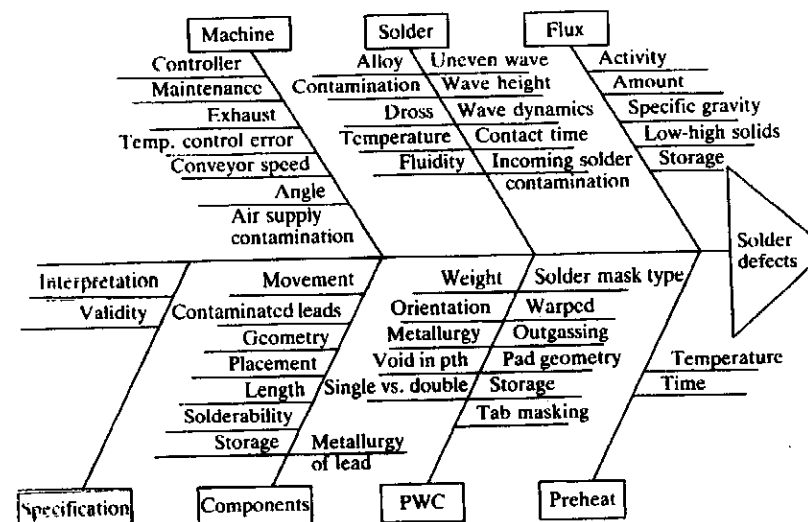 Machine
Solder
Flux
Controller
Maintenance
Exhaust
Temp. control error
Conveyor speed
Angle
Air supply
contamination
Alloy
Contamination
Dross
Temperature
Fluidity
Uneven wave
Wave height
Wave dynamics
Contact time
Incoming solder
contamination
Activity
Amount
Specific gravity
Low-high solids
Storage
Solder
defects
Interpretation
Validity
Movement
Contaminated leads
Geometry
Placement
Length
Solderability
Storage
Metallurgy
of lead
Weight
Orientation
Metallurgy
Void in pth
Single vs. double
Solder mask type
Warped
Outgassing
Pad geometry
Storage
Tab masking
Temperature
Time
Specification
Components
PWC
Preheat